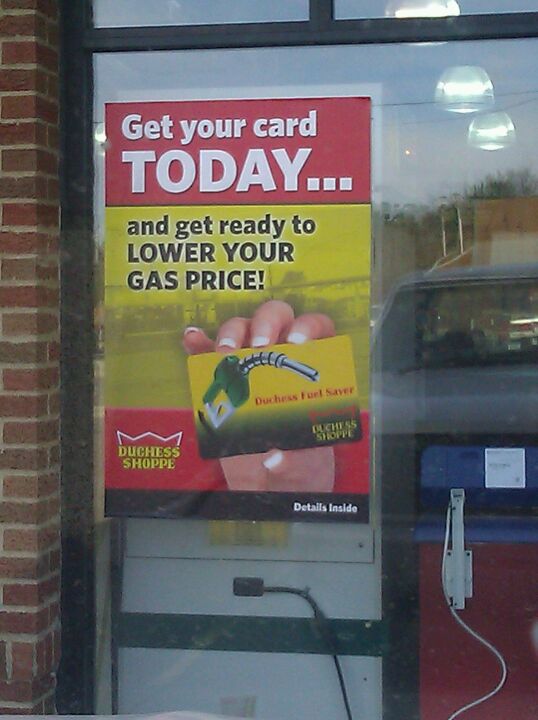 Get your card
TODAY...
and get ready to
LOWER YOUR
GAS PRICE!
Duchess Fuel Saver
DUCHESS
SHOPPE
DUCHESS
SHOPPE
Details Inside